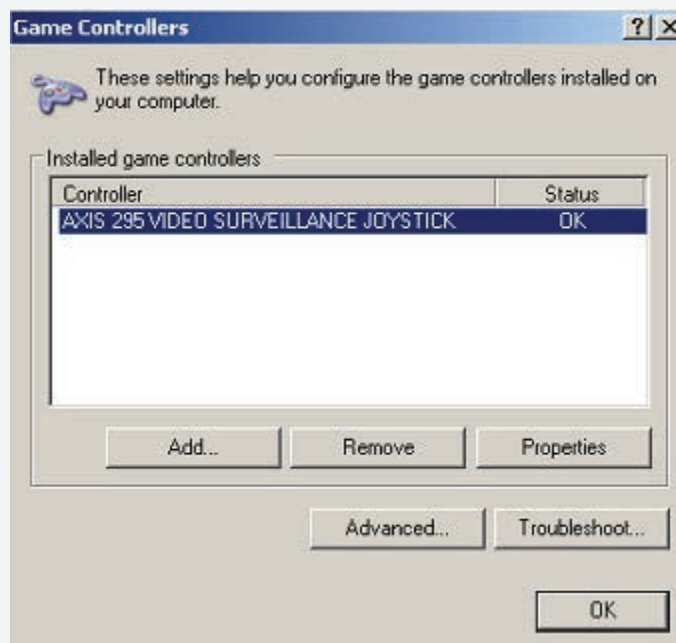 Game Controllers
These settings help you configure the game controllers installed on
your computer.
Installed game controllers
Controller Status
AXIS 295 VIDEO SURVEILLANCE JOYSTICK OK
Add... Remove Properties
Advanced... Troubleshoot...
OK